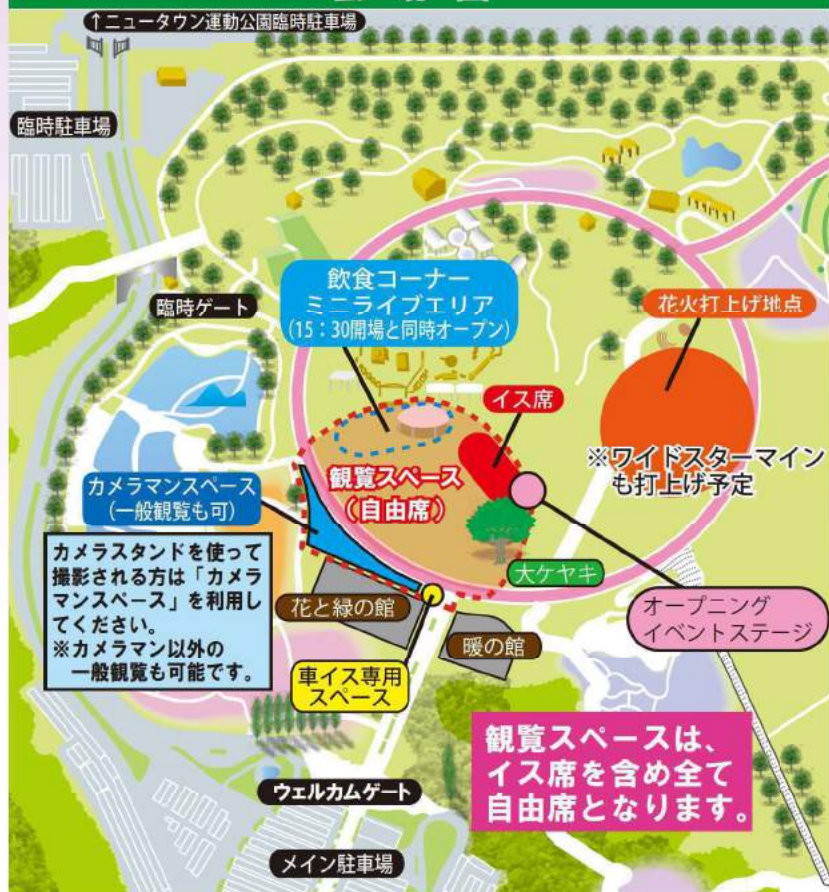 ↑ニュータウン運動公園臨時駐車場
臨時駐車場
臨時ゲート
飲食コーナー
ミニライブエリア
(15：30開場と同時オープン)
花火打上げ地点
イス席
※ワイドスターマイン
も打上げ予定
観覧スペース
(自由席)
カメラマンスペース
(一般観覧も可)
カメラスタンドを使って
撮影される方は「カメラ
マンスペース」を利用し
てください。
※カメラマン以外の
一般観覧も可能です。
大ケヤキ
花と緑の館
オープニング
イベントステージ
暖の館
車イス専用
スペース
観覧スペースは、
イス席を含め全て
自由席となります。
ウェルカムゲート
メイン駐車場